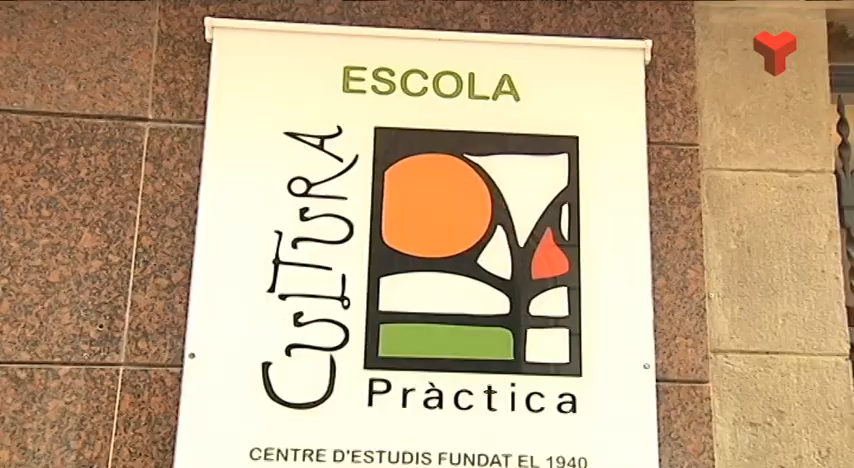 ESCOLA
CULTURA
Pràctica
CENTRE D'ESTUDIS FUNDAT EL 1940